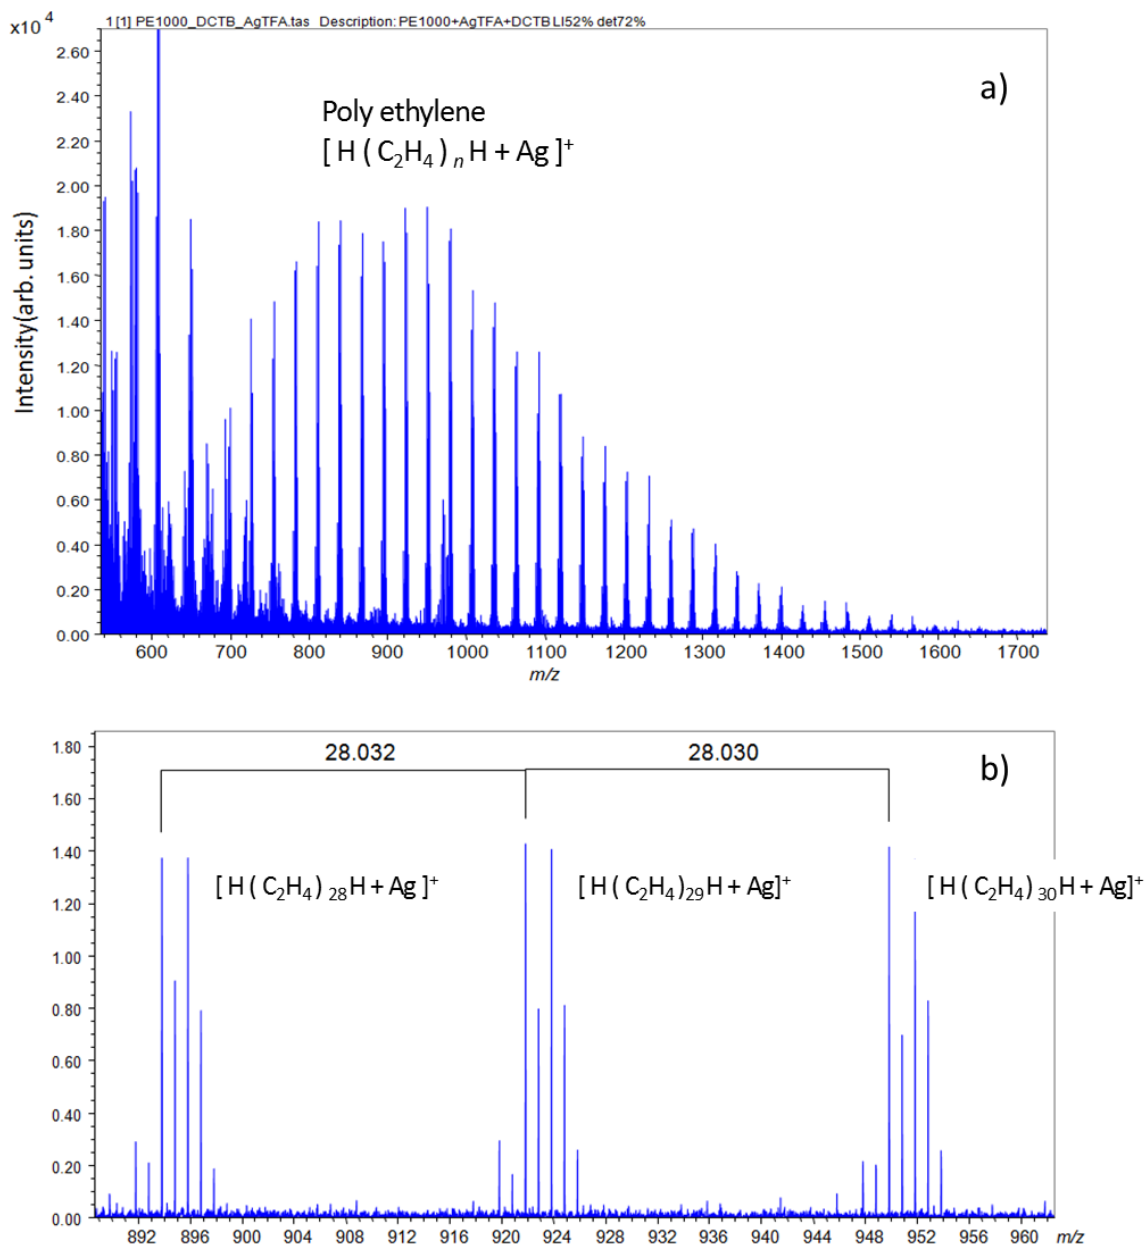 1[1] PE1000_DCTB_AgTFA.tas Description: PE1000+AgTFA+DCTB LI52% det72%
x10⁴
a)
Poly ethylene
[ H ( C₂H₄ ) ₙ H + Ag ]⁺
Intensity(arb. units)
2.60
2.40
2.20
2.00
1.80
1.60
1.40
1.20
1.00
0.80
0.60
0.40
0.20
0.00
600 700 800 900 1000 1100 1200 1300 1400 1500 1600 1700
m/z
b)
28.032 28.030
[ H ( C₂H₄ ) ₂₈ H + Ag ]⁺ [ H ( C₂H₄ ) ₂₉ H + Ag]⁺ [ H ( C₂H₄ ) ₃₀ H + Ag]⁺
1.80
1.60
1.40
1.20
1.00
0.80
0.60
0.40
0.20
0.00
892 896 900 904 908 912 916 920 924 928 932 936 940 944 948 952 956 960 m/z